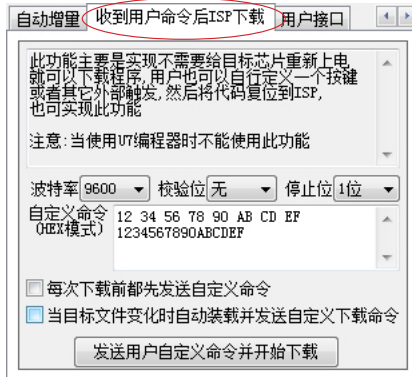 自动增量 收到用户命令后ISP下载 用户接口
此功能主要是实现不需要给目标芯片重新上电
就可以下载程序,用户也可以自行定义一个按键
或者其它外部触发,然后将代码复位到ISP,
也可实现此功能
注意:当使用U7编程器时不能使用此功能
波特率 9600 校验位 无 停止位 1位
自定义命令 12 34 56 78 90 AB CD EF
(HEX模式) 1234567890ABCDEF
每次下载前都先发送自定义命令
当目标文件变化时自动装载并发送自定义下载命令
发送用户自定义命令并开始下载